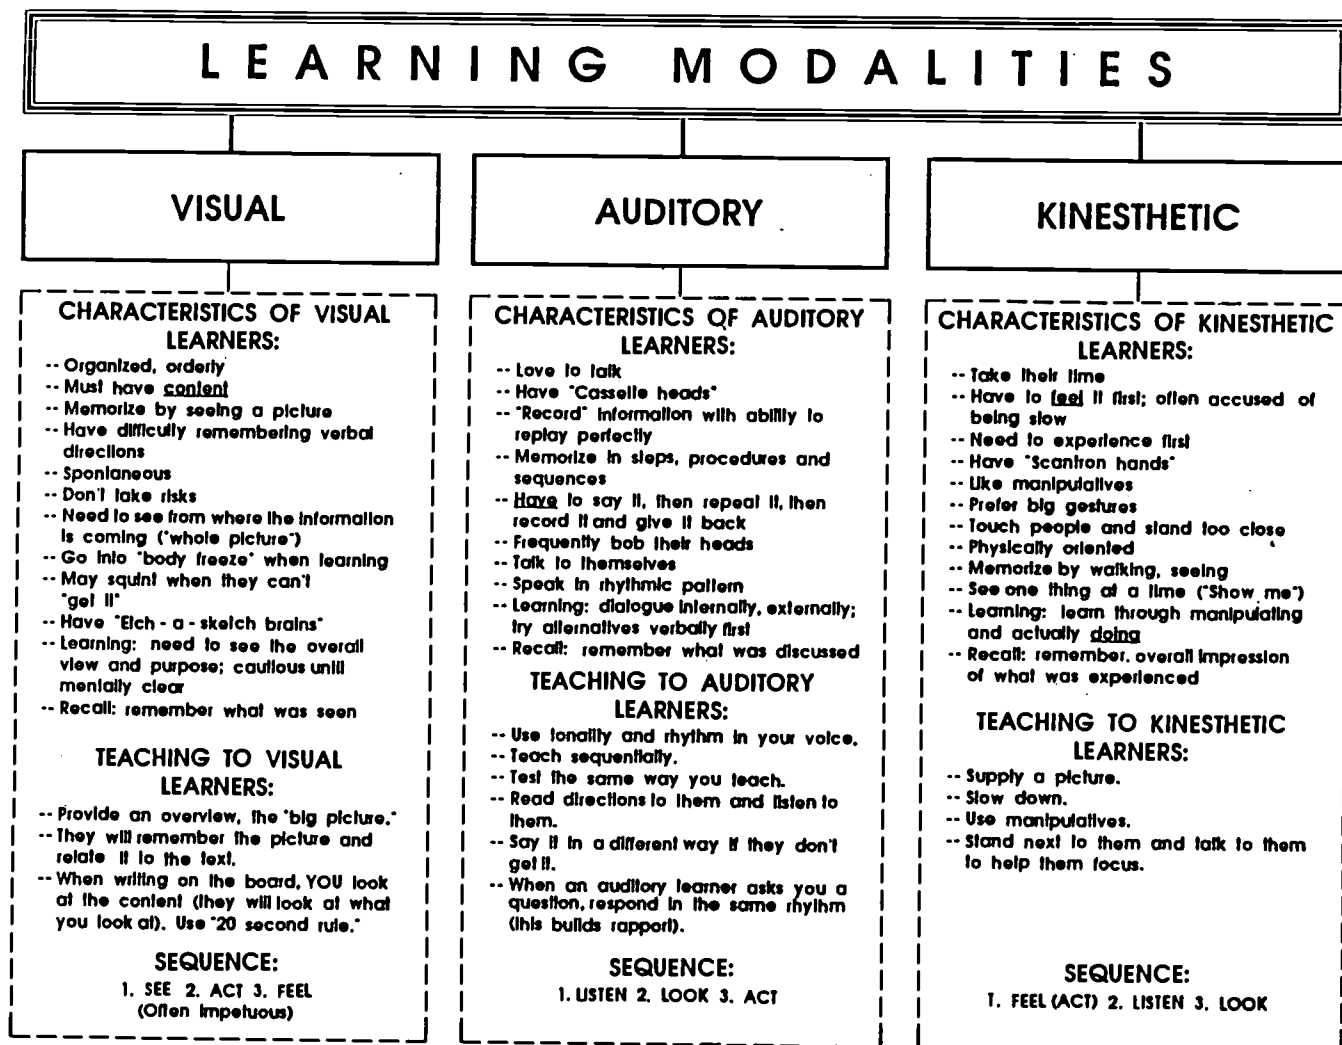 LEARNING MODALITIES
VISUAL
CHARACTERISTICS OF VISUAL
LEARNERS:
-- Organized, orderly
-- Must have content
-- Memorize by seeing a picture
-- Have difficulty remembering verbal
directions
-- Spontaneous
-- Don't take risks
-- Need to see from where the information
is coming ("whole picture")
-- Go into "body freeze" when learning
-- May squint when they can't
"get it"
-- Have "Etch - a - sketch brains"
-- Learning: need to see the overall
view and purpose; cautious until
mentally clear
-- Recall: remember what was seen
TEACHING TO VISUAL
LEARNERS:
-- Provide an overview, the "big picture."
-- They will remember the picture and
relate it to the text.
-- When writing on the board, YOU look
at the content (they will look at what
you look at). Use "20 second rule."
SEQUENCE:
1. SEE 2. ACT 3. FEEL
(Often Impetuous)
AUDITORY
CHARACTERISTICS OF AUDITORY
LEARNERS:
-- Love to talk
-- Have "Cassette heads"
-- "Record" information with ability to
replay perfectly
-- Memorize in steps, procedures and
sequences
-- Have to say it, then repeat it, then
record it and give it back
-- Frequently bob their heads
-- Talk to themselves
-- Speak in rhythmic pattern
-- Learning: dialogue internally, externally;
try alternatives verbally first
-- Recall: remember what was discussed
TEACHING TO AUDITORY
LEARNERS:
-- Use tonality and rhythm in your voice.
-- Teach sequentially.
-- Test the same way you teach.
-- Read directions to them and listen to
them.
-- Say it in a different way if they don't
get it.
-- When an auditory learner asks you a
question, respond in the same rhythm
(this builds rapport).
SEQUENCE:
1. LISTEN 2. LOOK 3. ACT
KINESTHETIC
CHARACTERISTICS OF KINESTHETIC
LEARNERS:
-- Take their time
-- Have to feel it first; often accused of
being slow
-- Need to experience first
-- Have "Scantron hands"
-- Like manipulatives
-- Prefer big gestures
-- Touch people and stand too close
-- Physically oriented
-- Memorize by walking, seeing
-- See one thing at a time ("Show me")
-- Learning: learn through manipulating
and actually doing
-- Recall: remember. overall impression
of what was experienced
TEACHING TO KINESTHETIC
LEARNERS:
-- Supply a picture.
-- Slow down.
-- Use manipulatives.
-- Stand next to them and talk to them
to help them focus.
SEQUENCE:
1. FEEL (ACT) 2. LISTEN 3. LOOK